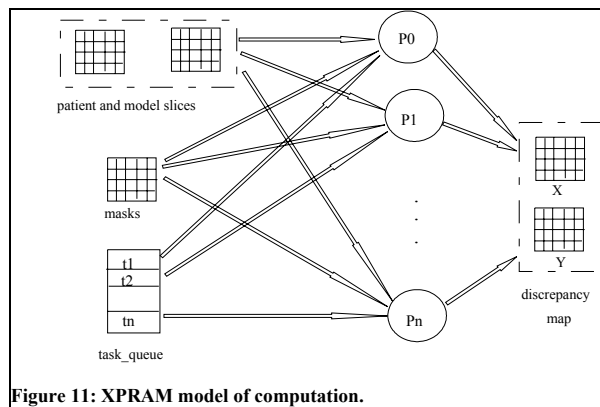 P0
patient and model slices
P1
masks
X
t1
t2
Y
discrepancy
map
tn
Pn
task_queue
Figure 11: XPRAM model of computation.